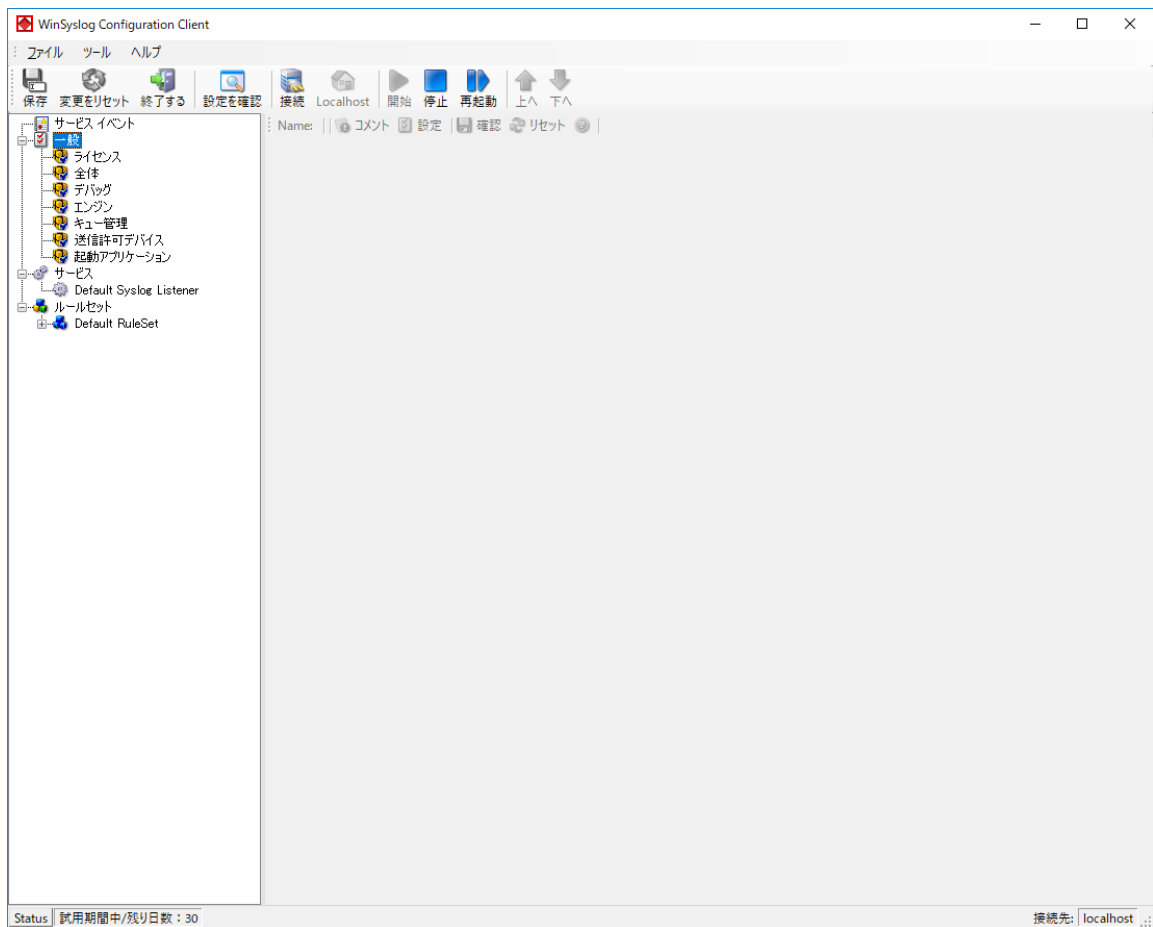 WinSyslog Configuration Client
ファイル ツール ヘルプ
保存 変更をリセット 終了する 設定を確認 接続 Localhost 開始 停止 再起動 上へ 下へ
Name: コメント 設定 確認 リセット
サービス イベント
一般
ライセンス
全体
デバッグ
エンジン
キュー管理
送信許可デバイス
起動アプリケーション
サービス
Default Syslog Listener
ルールセット
Default RuleSet
Status 試用期間中/残り日数：30 接続先: localhost